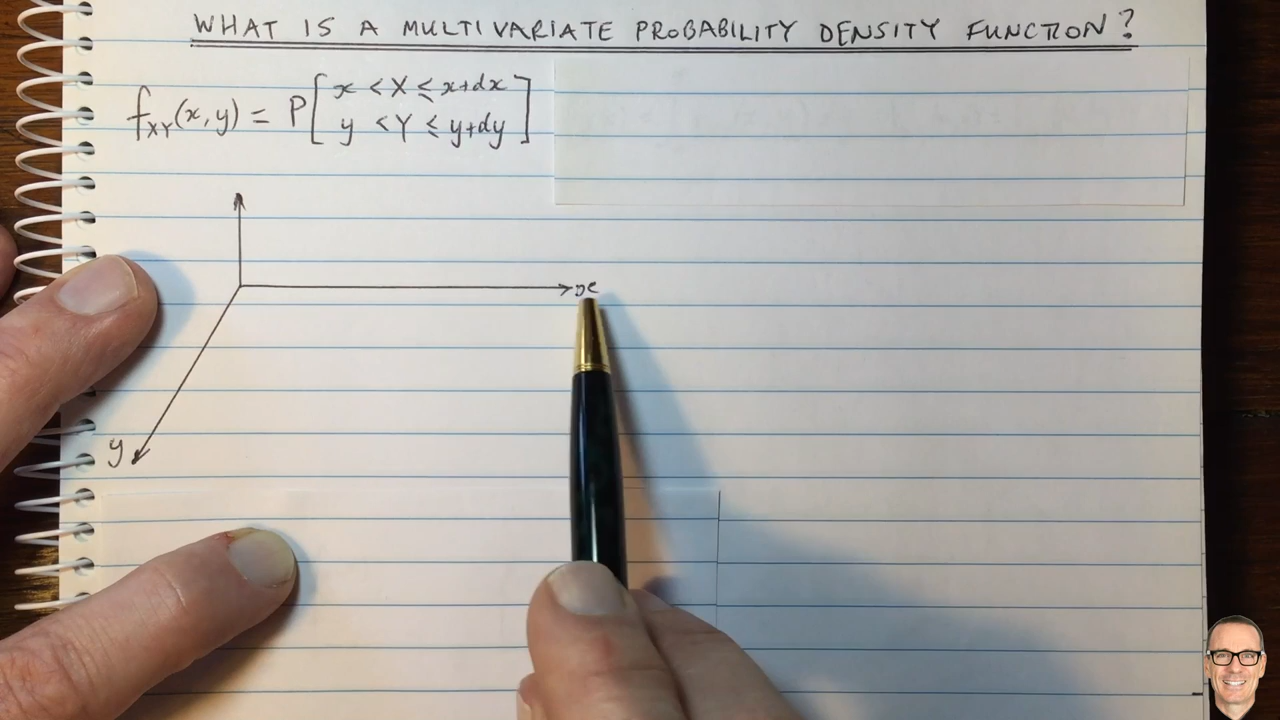 WHAT IS A MULTIVARIATE PROBABILITY DENSITY FUNCTION?
f_XY(x,y) = P[x < X ≤ x+dx
y < Y ≤ y+dy]
x
y